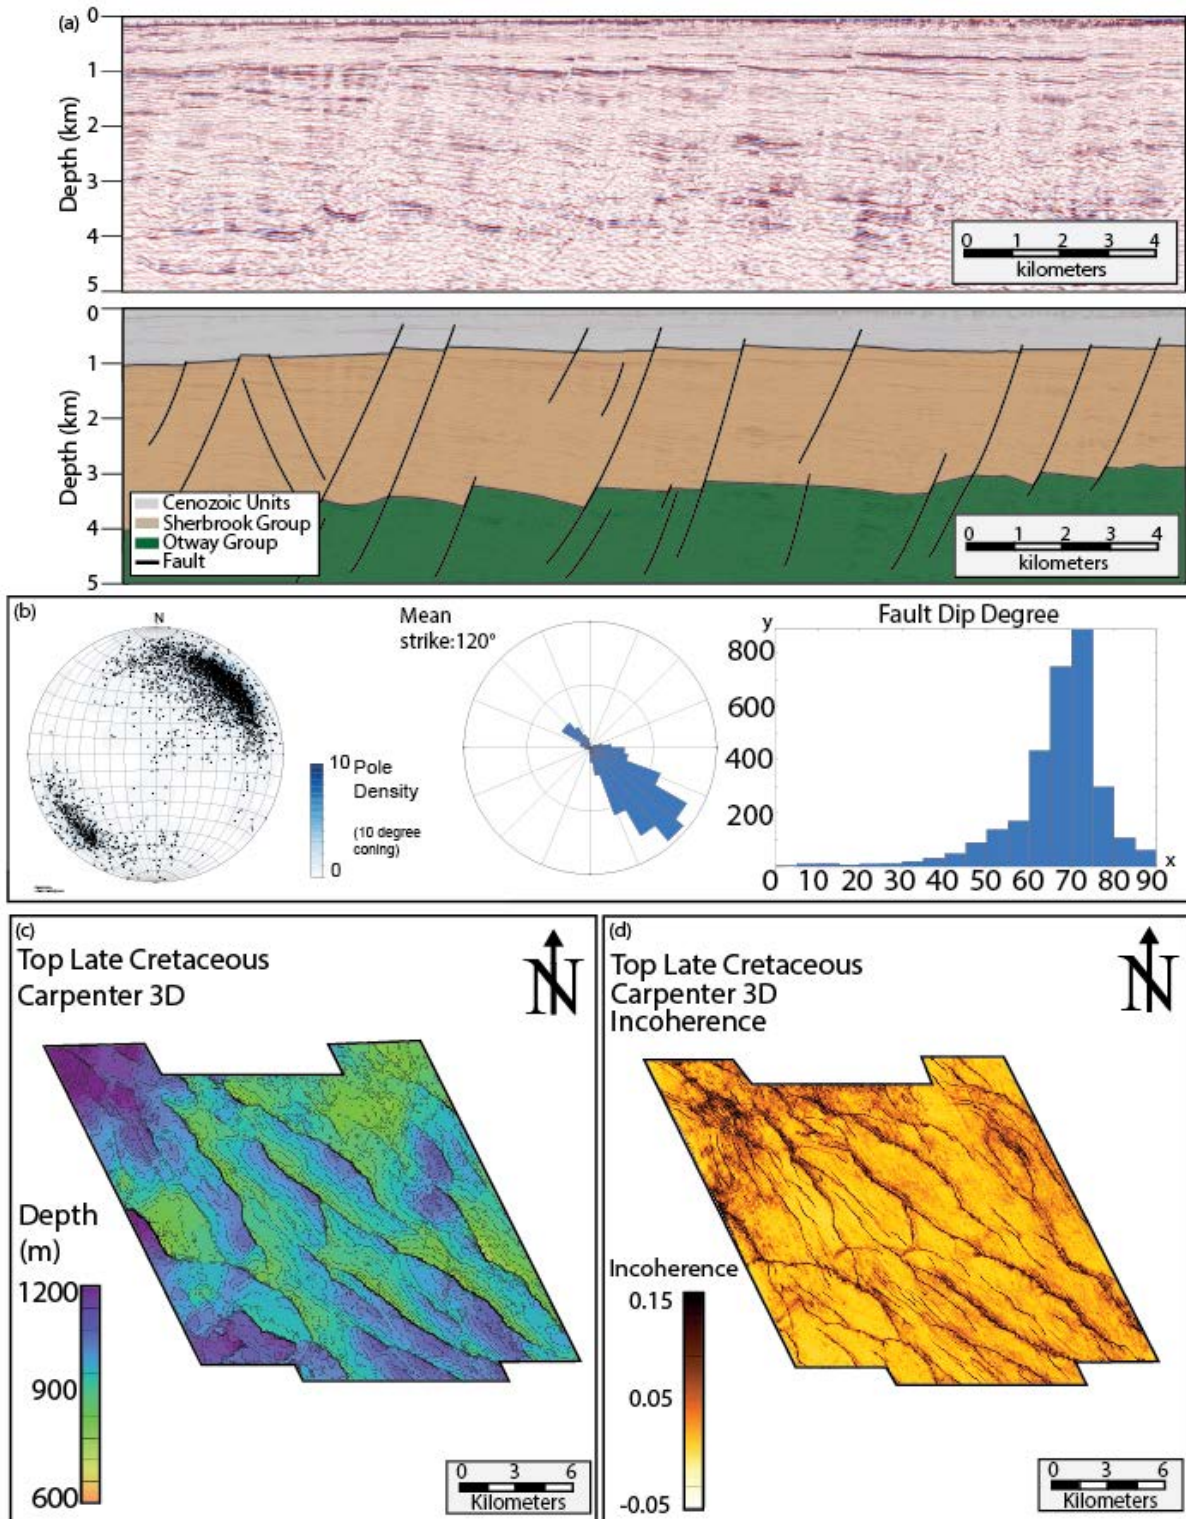 (a)
0
1
2
3
4
5
Depth (km)
0 1 2 3 4
kilometers
0
1
2
3
4
5
Depth (km)
Cenozoic Units
Sherbrook Group
Otway Group
Fault
0 1 2 3 4
kilometers
(b)
N
10 Pole
Density
(10 degree
coning)
0
Mean
strike:120°
Fault Dip Degree
y
800
600
400
200
0 10 20 30 40 50 60 70 80 90
x
(c)
Top Late Cretaceous
Carpenter 3D
N
Depth
(m)
1200
900
600
0 3 6
Kilometers
(d)
Top Late Cretaceous
Carpenter 3D
Incoherence
N
Incoherence
0.15
0.05
-0.05
0 3 6
Kilometers